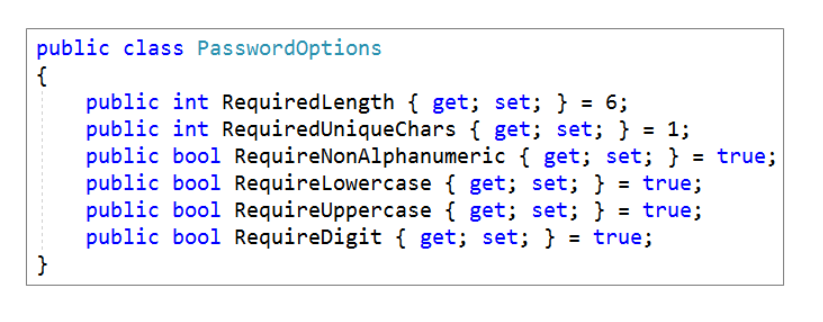 public class PasswordOptions
{
    public int RequiredLength { get; set; } = 6;
    public int RequiredUniqueChars { get; set; } = 1;
    public bool RequireNonAlphanumeric { get; set; } = true;
    public bool RequireLowercase { get; set; } = true;
    public bool RequireUppercase { get; set; } = true;
    public bool RequireDigit { get; set; } = true;
}